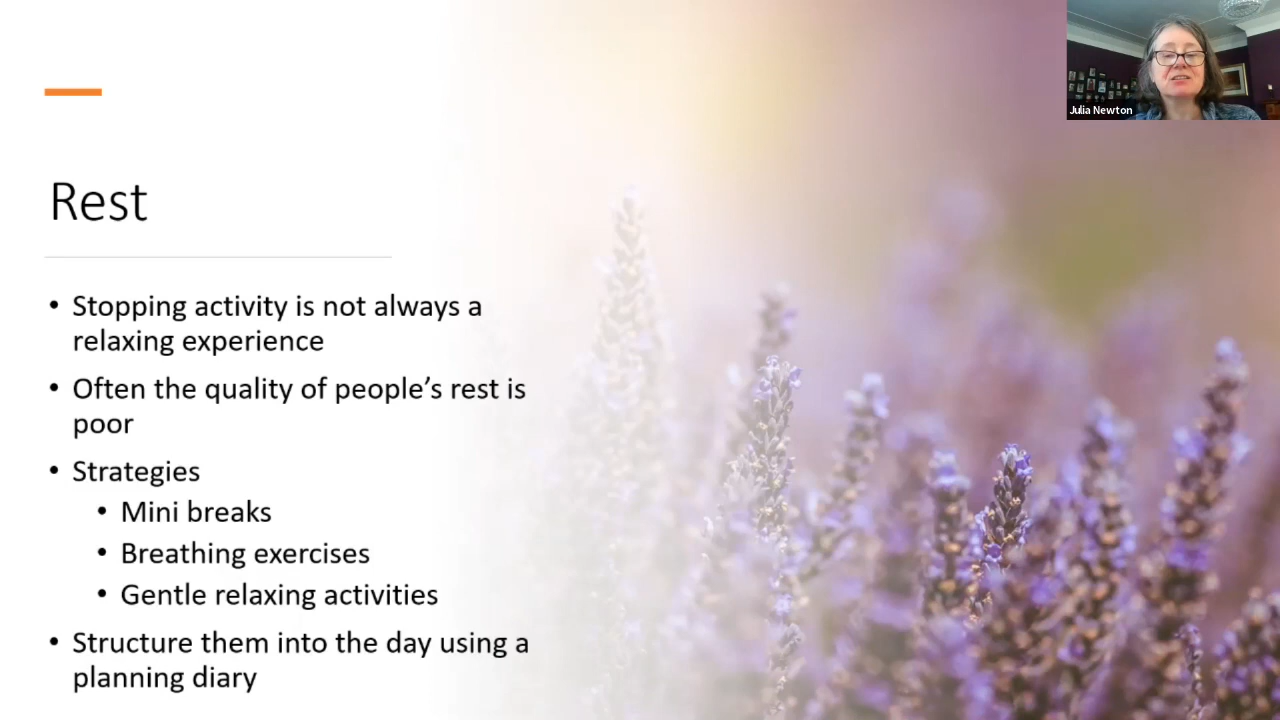 Julia Newton
Rest
• Stopping activity is not always a
relaxing experience
• Often the quality of people’s rest is
poor
• Strategies
• Mini breaks
• Breathing exercises
• Gentle relaxing activities
• Structure them into the day using a
planning diary